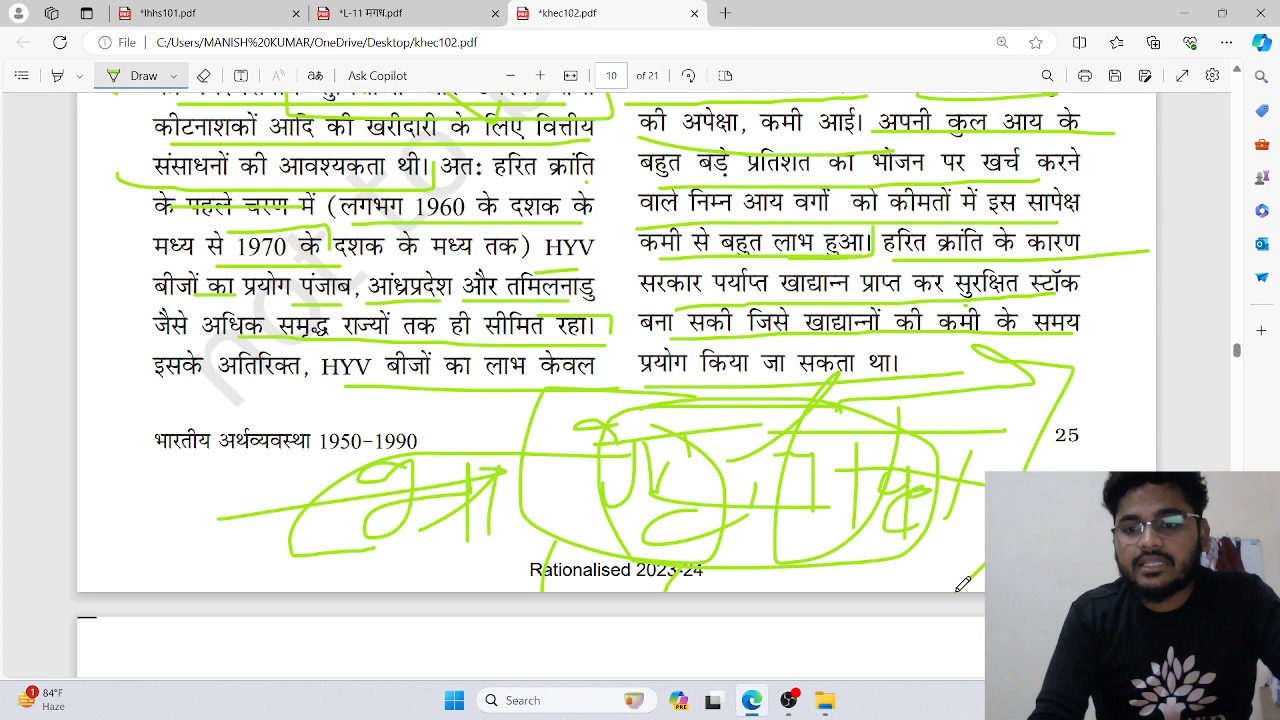 *hhs101.pdf
*L-11 मगध.pdf
*khec102.pdf
File C:/Users/MANISH%20KUMAR/OneDrive/Desktop/khec102.pdf
Draw Ask Copilot 10 of 21
कीटनाशकों आदि की खरीदारी के लिए वित्तीय
संसाधनों की आवश्यकता थी। अत: हरित क्रांति
के पहले चरण में (लगभग 1960 के दशक के
मध्य से 1970 के दशक के मध्य तक) HYV
बीजों का प्रयोग पंजाब, आंध्रप्रदेश और तमिलनाडु
जैसे अधिक समृद्ध राज्यों तक ही सीमित रहा।
इसके अतिरिक्त, HYV बीजों का लाभ केवल
की अपेक्षा, कमी आई। अपनी कुल आय के
बहुत बड़े प्रतिशत का भोजन पर खर्च करने
वाले निम्न आय वर्गों को कीमतों में इस सापेक्ष
कमी से बहुत लाभ हुआ। हरित क्रांति के कारण
सरकार पर्याप्त खाद्यान्न प्राप्त कर सुरक्षित स्टॉक
बना सकी जिसे खाद्यान्नों की कमी के समय
प्रयोग किया जा सकता था।
भारतीय अर्थव्यवस्था 1950-1990
25
Rationalised 2023-24
not to
1
84°F
Haze
Search
PRE